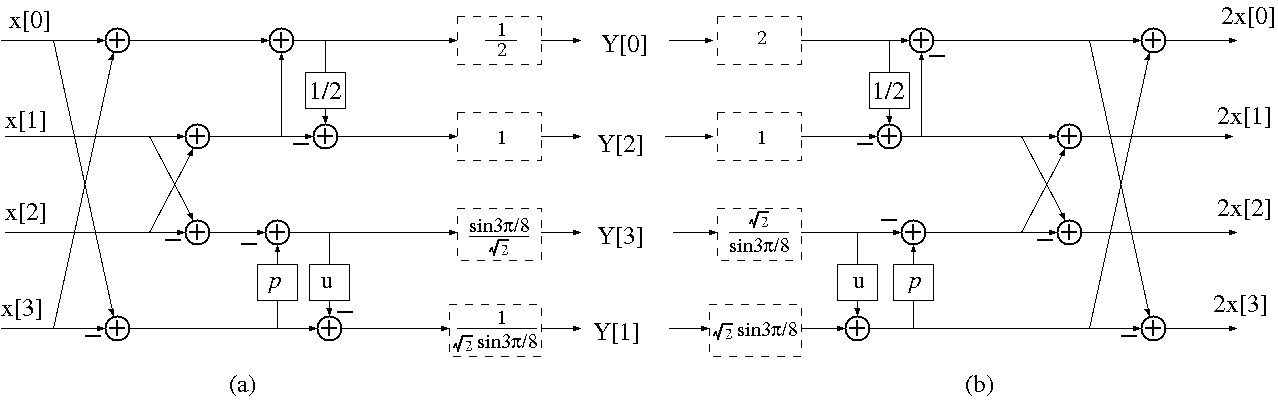 x[0]
1/2
Y[0]
2
2x[0]
1/2
1/2
x[1]
1
Y[2]
1
2x[1]
x[2]
sin3π/8
√2
Y[3]
√2
sin3π/8
2x[2]
p
u
u
p
x[3]
1
√2 sin3π/8
Y[1]
√2 sin3π/8
2x[3]
(a)
(b)